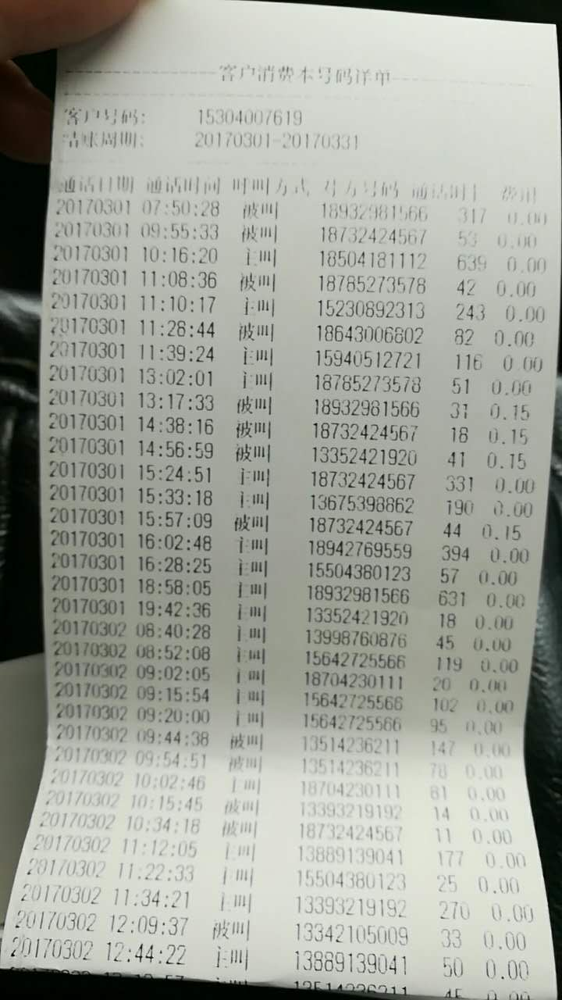 客户消费本号码详单
客户号码: 15304007619
结账周期: 20170301-20170331
通话日期 通话时间 呼叫方式 对方号码 通话时长 费用
20170301 07:50:28 被叫 18932981566 317 0.00
20170301 09:55:33 被叫 18732424567 53 0.00
20170301 10:16:20 主叫 18504181112 639 0.00
20170301 11:08:36 被叫 18785273578 42 0.00
20170301 11:10:17 主叫 15230892313 243 0.00
20170301 11:28:44 被叫 18643006802 82 0.00
20170301 11:39:24 主叫 15940512721 116 0.00
20170301 13:02:01 主叫 18785273578 51 0.00
20170301 13:17:33 被叫 18932981566 31 0.15
20170301 14:38:16 被叫 18732424567 18 0.15
20170301 14:56:59 被叫 13352421920 41 0.15
20170301 15:24:51 主叫 18732424567 331 0.00
20170301 15:33:18 主叫 13675398862 190 0.00
20170301 15:57:09 被叫 18732424567 44 0.15
20170301 16:02:48 主叫 18942769559 394 0.00
20170301 16:28:25 主叫 15504380123 57 0.00
20170301 18:58:05 主叫 18932981566 631 0.00
20170301 19:42:36 主叫 13352421920 18 0.00
20170302 08:40:28 主叫 13998760876 45 0.00
20170302 08:52:08 主叫 15642725566 119 0.00
20170302 09:02:05 主叫 18704230111 20 0.00
20170302 09:15:54 主叫 15642725566 102 0.00
20170302 09:20:00 主叫 15642725566 95 0.00
20170302 09:44:38 被叫 13514236211 147 0.00
20170302 09:54:51 被叫 13514236211 78 0.00
20170302 10:02:46 主叫 18704230111 81 0.00
20170302 10:15:45 被叫 13393219192 14 0.00
20170302 10:34:18 被叫 18732424567 11 0.00
20170302 11:12:05 主叫 13889139041 177 0.00
20170302 11:22:33 主叫 15504380123 25 0.00
20170302 11:34:21 主叫 13393219192 270 0.00
20170302 12:09:37 被叫 13342105009 33 0.00
20170302 12:44:22 主叫 13889139041 50 0.00
13514236211 45